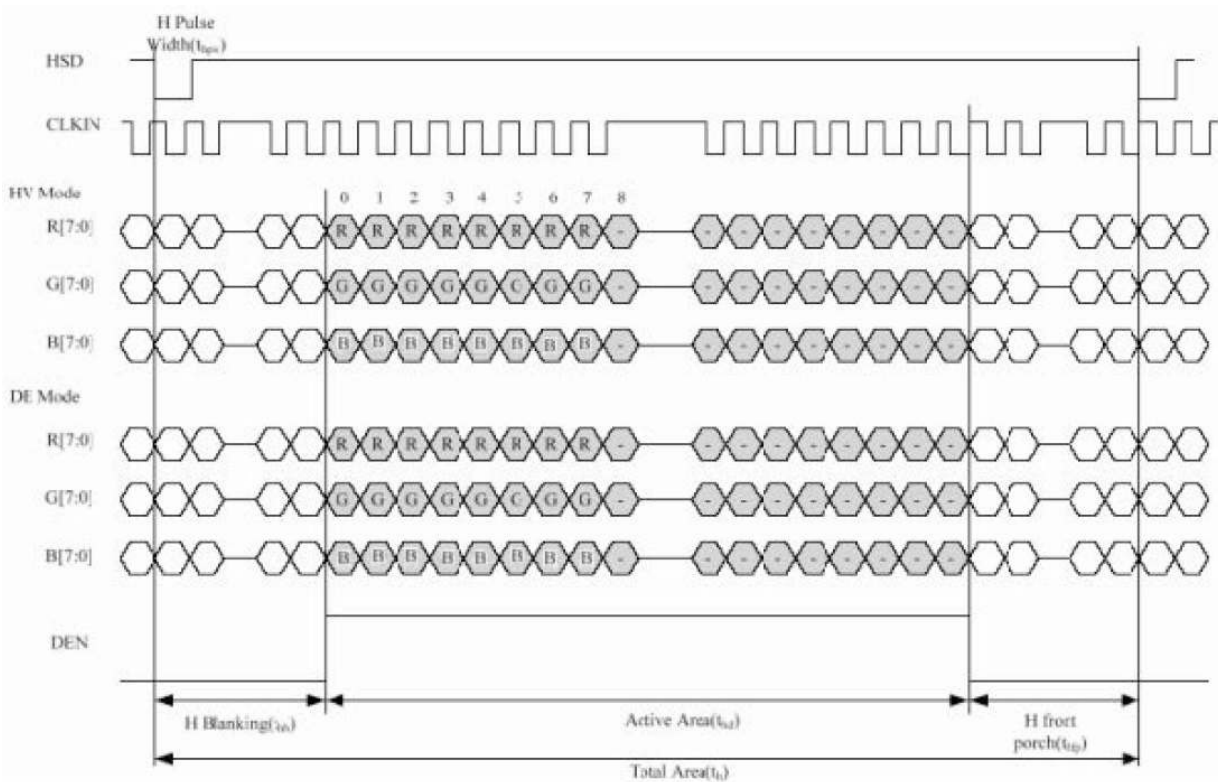 H Pulse
Width(thpw)
HSD
CLKIN
HV Mode
0 1 2 3 4 5 6 7 8
R[7:0] R R R R R R R R - - - - - - - - -
G[7:0] G G G G G G G G - - - - - - - - -
B[7:0] B B B B B B B B - - - - - - - - -
DE Mode
R[7:0] R R R R R R R R - - - - - - - - -
G[7:0] G G G G G G G G - - - - - - - - -
B[7:0] B B B B B B B B - - - - - - - - -
DEN
H Blanking
Active Area(thd)
H frort
porch(thfp)
Total Area(th)